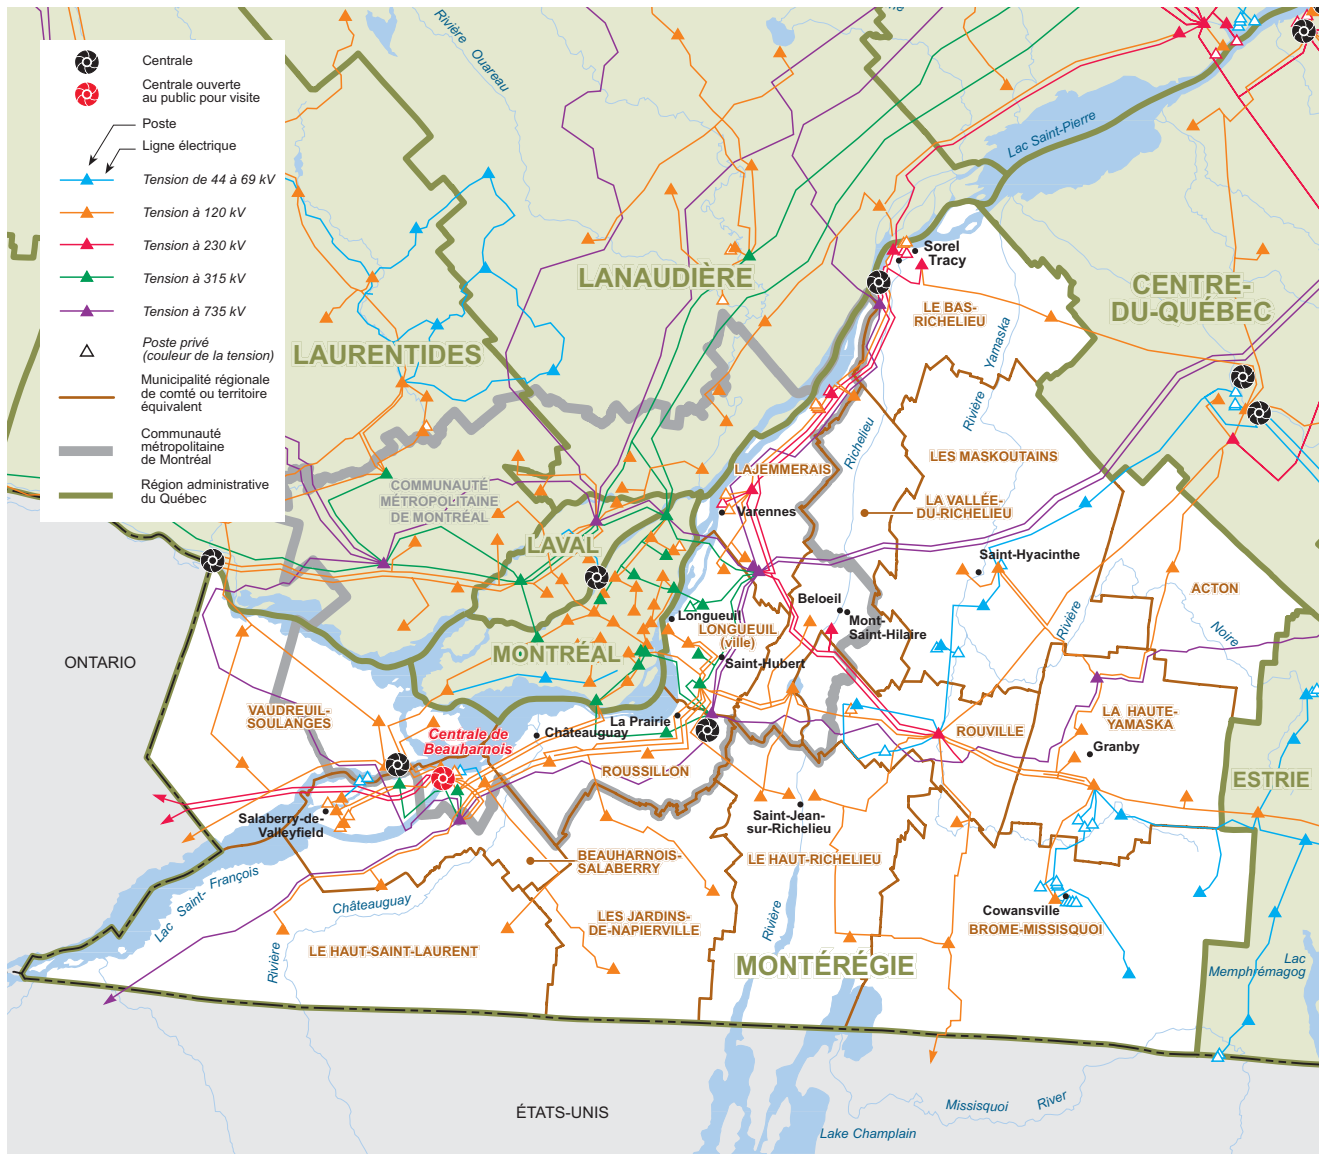 Centrale
Centrale ouverte
au public pour visite
Poste
Ligne électrique
Tension de 44 à 69 kV
Tension à 120 kV
Tension à 230 kV
Tension à 315 kV
Tension à 735 kV
Poste privé
(couleur de la tension)
Municipalité régionale
de comté ou territoire
équivalent
Communauté
métropolitaine
de Montréal
Région administrative
du Québec
Rivière
Ouareau
Lac Saint-Pierre
LANAUDIÈRE
LAURENTIDES
CENTRE-
DU-QUÉBEC
Sorel
Tracy
LE BAS-
RICHELIEU
Rivière
Yamaska
Richelieu
LES MASKOUTAINS
LAJEMMERAIS
LA VALLÉE-
DU-RICHELIEU
COMMUNAUTÉ
MÉTROPOLITAINE
DE MONTRÉAL
Varennes
LAVAL
Saint-Hyacinthe
ACTON
Rivière
Noire
Beloeil
Mont-
Saint-Hilaire
Longueuil
LONGUEUIL
(ville)
Saint-Hubert
MONTRÉAL
ONTARIO
VAUDREUIL-
SOULANGES
La Prairie
Châteauguay
Centrale de
Beauharnois
ROUVILLE
LA HAUTE-
YAMASKA
Granby
ROUSSILLON
ESTRIE
Salaberry-de-
Valleyfield
Saint-Jean-
sur-Richelieu
BEAUHARNOIS-
SALABERRY
LE HAUT-RICHELIEU
Lac Saint-François
Châteauguay
Rivière
LE HAUT-SAINT-LAURENT
LES JARDINS-
DE-NAPIERVILLE
Rivière
Cowansville
BROME-MISSISQUOI
MONTÉRÉGIE
Lac
Memphrémagog
ÉTATS-UNIS
Missisquoi River
Lake Champlain